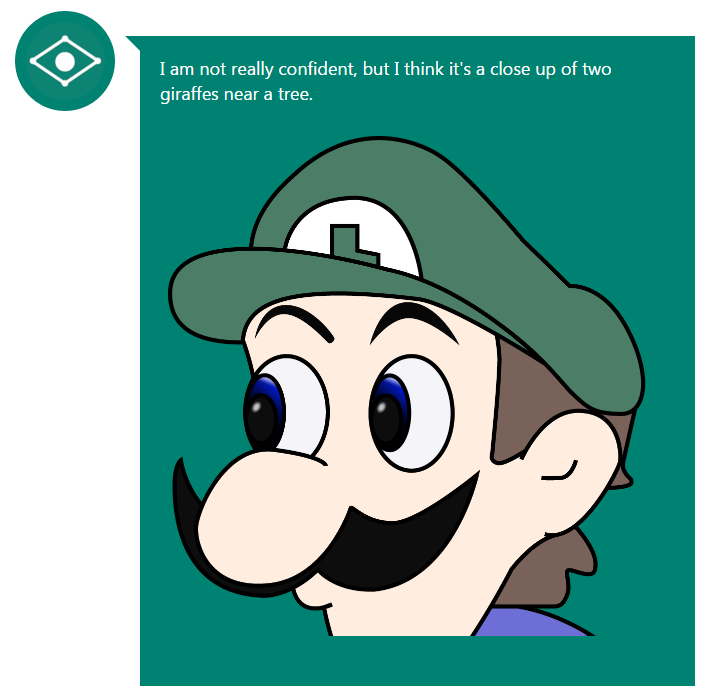 I am not really confident, but I think it's a close up of two
giraffes near a tree.
L